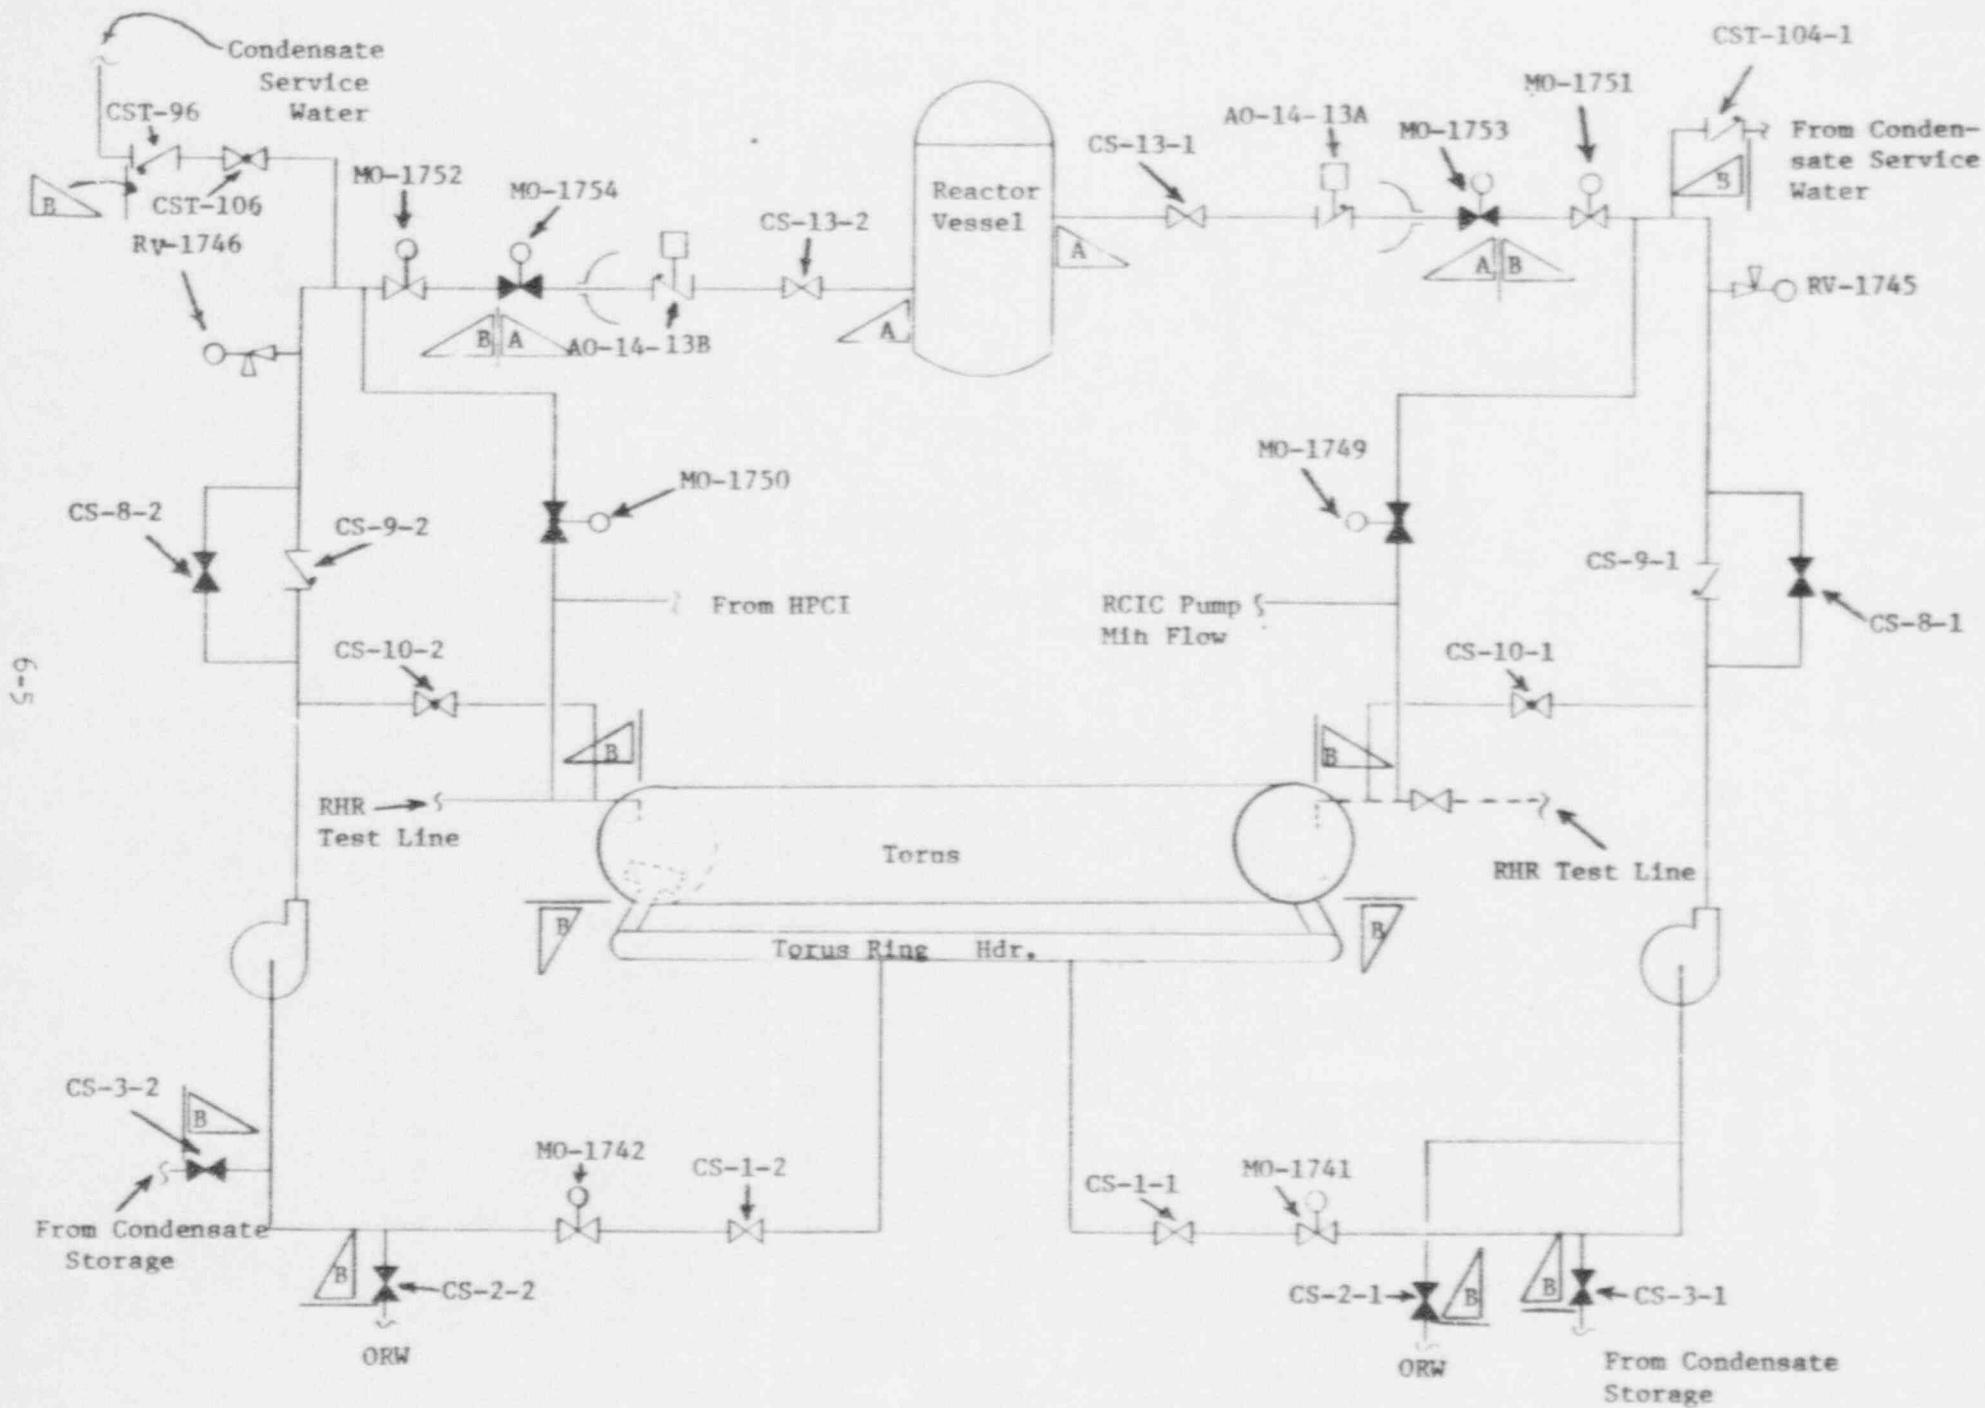 Condensate
Service
Water
CST-96
B
CST-106
RV-1746
MO-1752
MO-1754
B A
AO-14-13B
CS-13-2
A
Reactor
Vessel
A
CS-13-1
AO-14-13A
MO-1753
MO-1751
A B
CST-104-1
From Conden-
sate Service
Water
B
RV-1745
CS-8-2
CS-9-2
MO-1750
From HPCI
CS-10-2
B
RHR
Test Line
MO-1749
RCIC Pump
Min Flow
CS-9-1
CS-8-1
CS-10-1
B
RHR Test Line
Torus
B
B
Torus Ring Hdr.
6-5
CS-3-2
B
From Condensate
Storage
MO-1742
CS-1-2
B
CS-2-2
ORW
CS-1-1
MO-1741
CS-2-1
B
ORW
B
CS-3-1
From Condensate
Storage